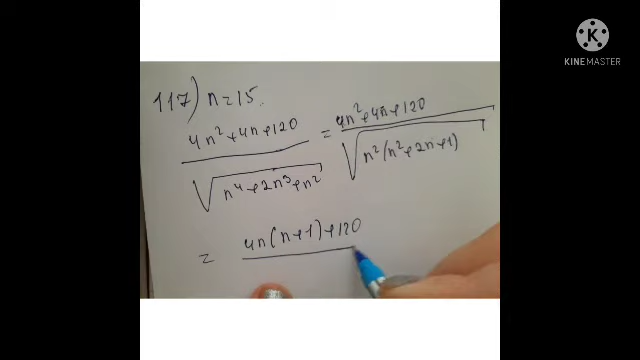 KINEMASTER
117) n=15.
4n²+4n+120 / √(n⁴+2n³+n²) = 4n²+4n+120 / √(n²(n²+2n+1))
= 4n(n+1)+120